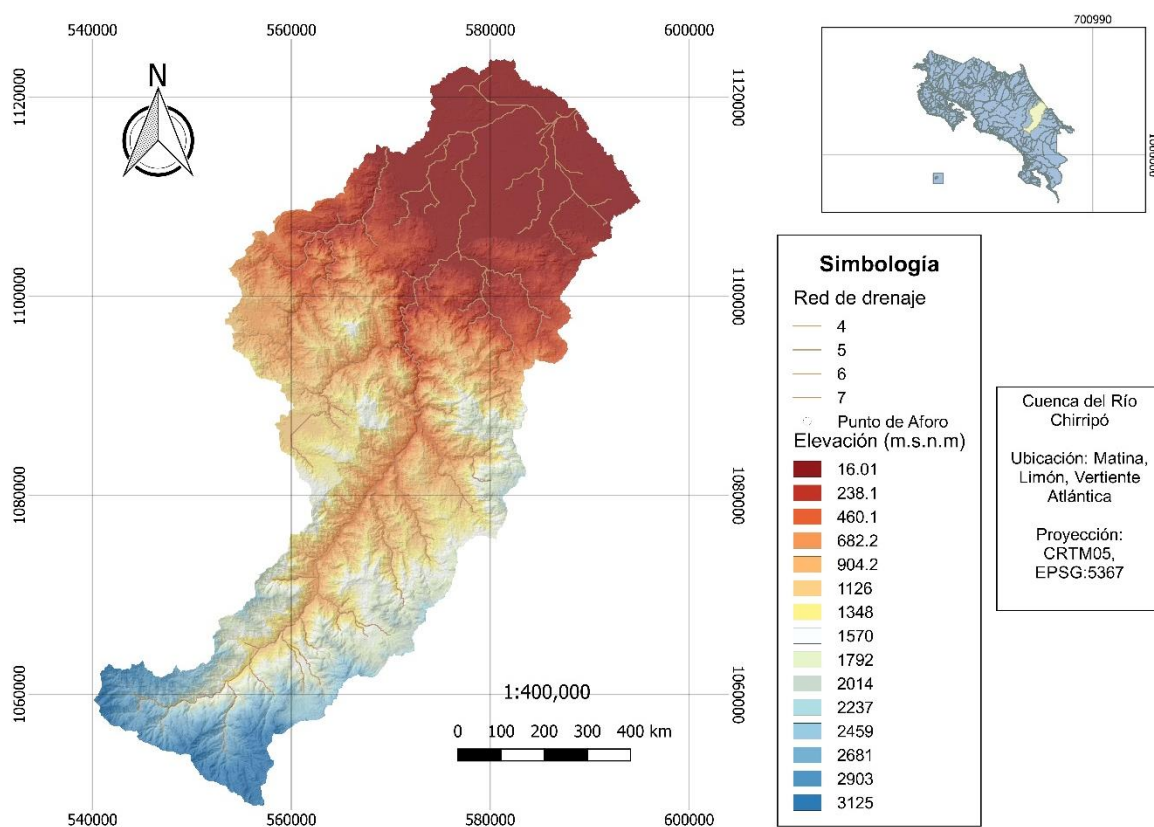 540000
560000
580000
600000
1120000
1100000
1080000
1060000
N
1120000
1100000
1080000
1060000
1:400,000
0 100 200 300 400 km
540000
560000
580000
600000
700990
Simbología
Red de drenaje
4
5
6
7
Punto de Aforo
Elevación (m.s.n.m)
16.01
238.1
460.1
682.2
904.2
1126
1348
1570
1792
2014
2237
2459
2681
2903
3125
Cuenca del Río
Chirripó
Ubicación: Matina,
Limón, Vertiente
Atlántica
Proyección:
CRTM05,
EPSG:5367